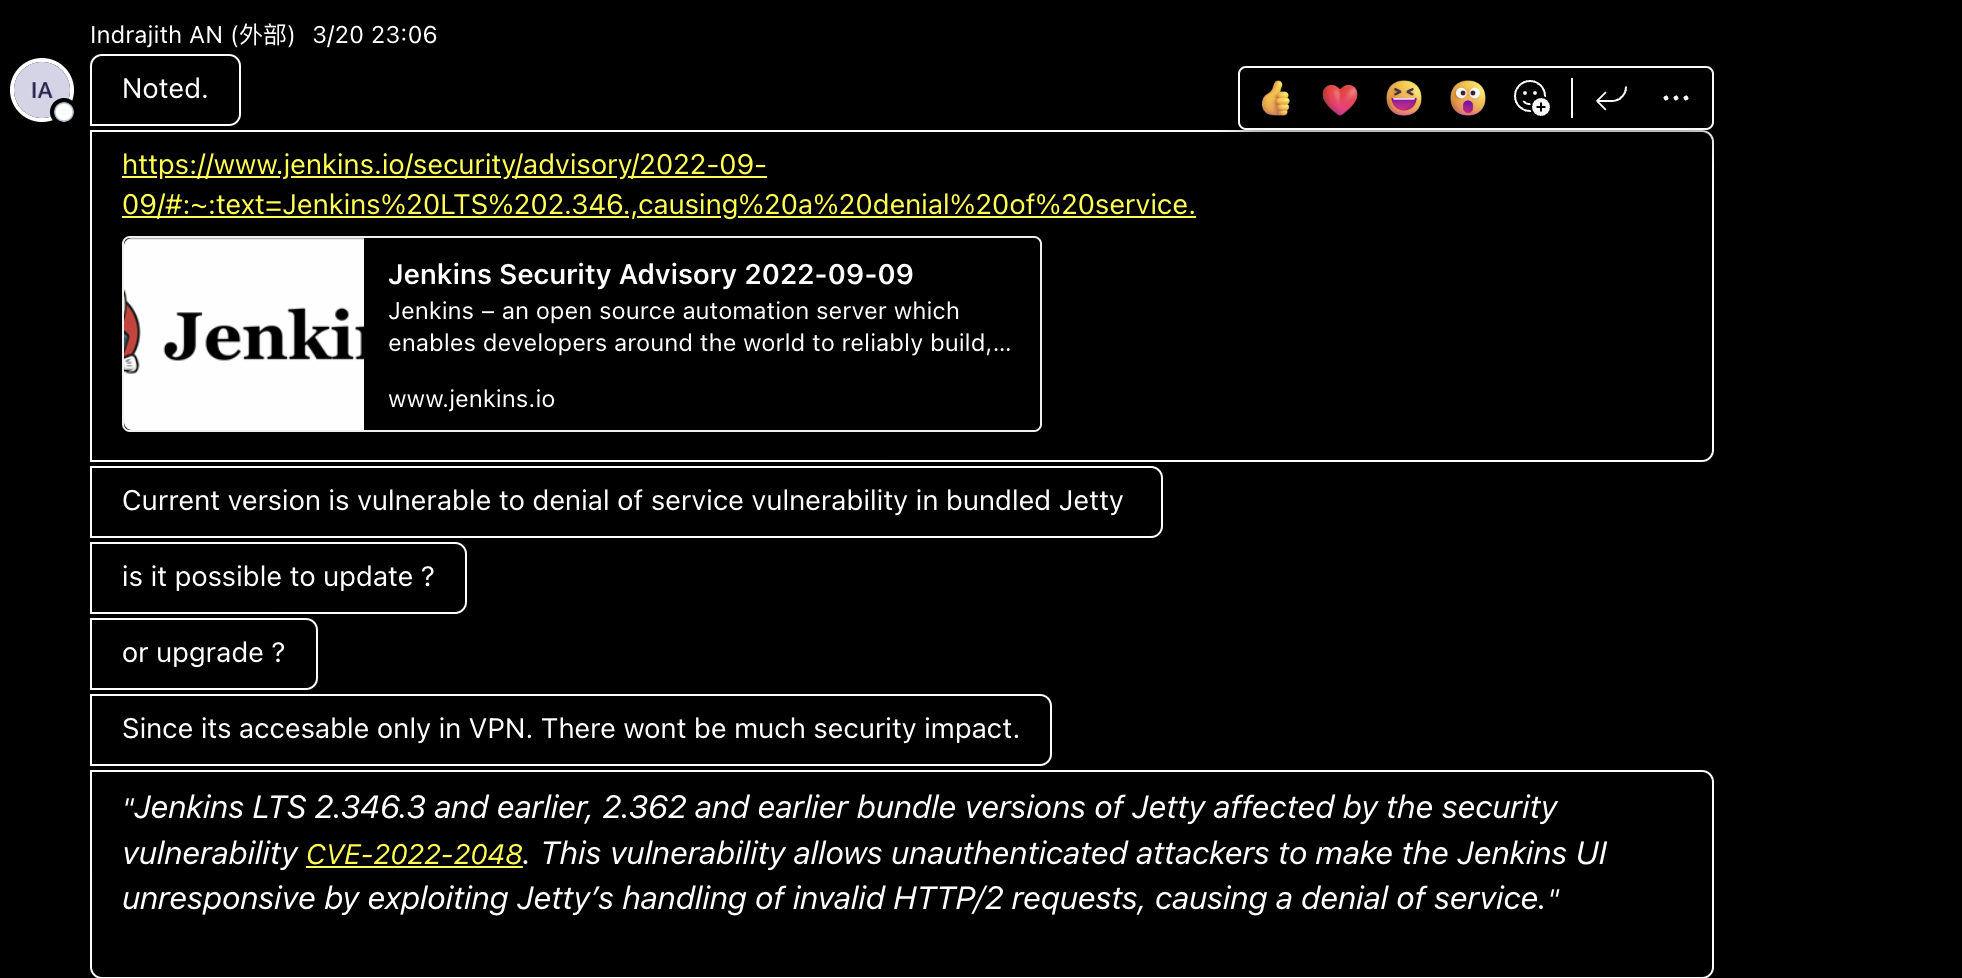 Indrajith AN (外部) 3/20 23:06
IA
Noted.
https://www.jenkins.io/security/advisory/2022-09-
09/#:~:text=Jenkins%20LTS%202.346.,causing%20a%20denial%20of%20service.
Jenkins Security Advisory 2022-09-09
Jenkins – an open source automation server which
enables developers around the world to reliably build,...
www.jenkins.io
Jenki
Current version is vulnerable to denial of service vulnerability in bundled Jetty
is it possible to update ?
or upgrade ?
Since its accesable only in VPN. There wont be much security impact.
"Jenkins LTS 2.346.3 and earlier, 2.362 and earlier bundle versions of Jetty affected by the security
vulnerability CVE-2022-2048. This vulnerability allows unauthenticated attackers to make the Jenkins UI
unresponsive by exploiting Jetty’s handling of invalid HTTP/2 requests, causing a denial of service."